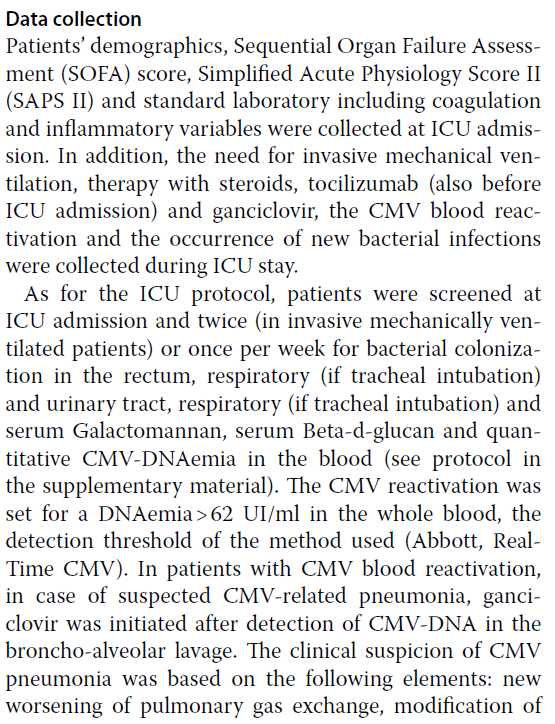 Data collection
Patients’ demographics, Sequential Organ Failure Assess-
ment (SOFA) score, Simplified Acute Physiology Score II
(SAPS II) and standard laboratory including coagulation
and inflammatory variables were collected at ICU admis-
sion. In addition, the need for invasive mechanical ven-
tilation, therapy with steroids, tocilizumab (also before
ICU admission) and ganciclovir, the CMV blood reac-
tivation and the occurrence of new bacterial infections
were collected during ICU stay.
As for the ICU protocol, patients were screened at
ICU admission and twice (in invasive mechanically ven-
tilated patients) or once per week for bacterial coloniza-
tion in the rectum, respiratory (if tracheal intubation)
and urinary tract, respiratory (if tracheal intubation) and
serum Galactomannan, serum Beta-d-glucan and quan-
titative CMV-DNAemia in the blood (see protocol in
the supplementary material). The CMV reactivation was
set for a DNAemia > 62 UI/ml in the whole blood, the
detection threshold of the method used (Abbott, Real-
Time CMV). In patients with CMV blood reactivation,
in case of suspected CMV-related pneumonia, ganci-
clovir was initiated after detection of CMV-DNA in the
broncho-alveolar lavage. The clinical suspicion of CMV
pneumonia was based on the following elements: new
worsening of pulmonary gas exchange, modification of